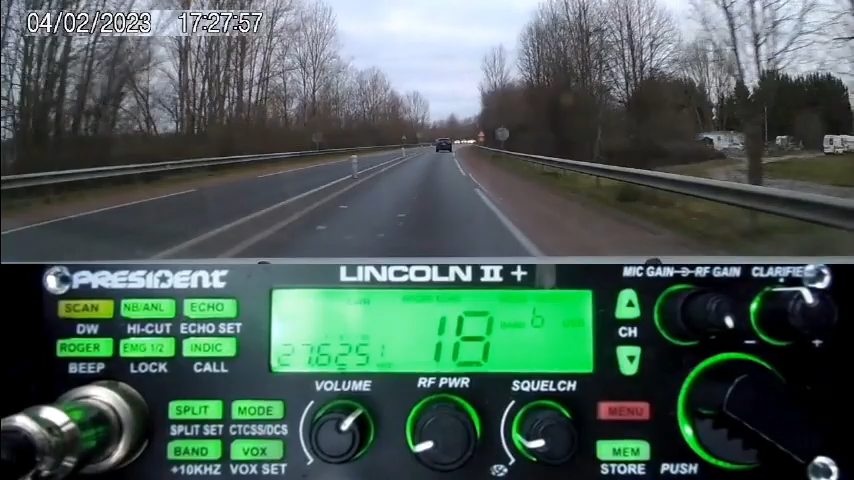 04/02/2023 17:27:57
PRESIDENT LINCOLN II + MIC GAIN RF GAIN CLARIFIER
SCAN NB/ANL ECHO
DW HI-CUT ECHO SET
ROGER EMG 1/2 INDIC
BEEP LOCK CALL
27.6251 18 BAND b
CH
VOLUME RF PWR SQUELCH
SPLIT MODE
SPLIT SET CTCSS/DCS
BAND VOX
+10KHZ VOX SET
MENU
MEM
STORE PUSH
- +